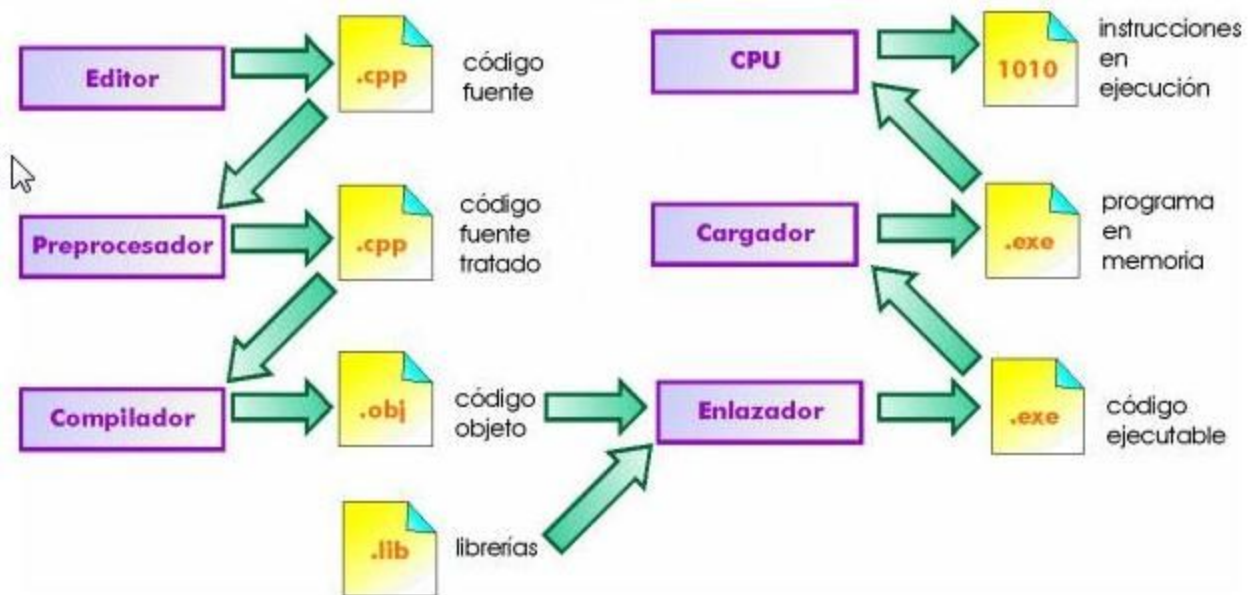 Editor
.cpp
código
fuente
Preprocesador
.cpp
código
fuente
tratado
Compilador
.obj
código
objeto
.lib
librerías
Enlazador
.exe
código
ejecutable
Cargador
.exe
programa
en
memoria
CPU
1010
instrucciones
en
ejecución